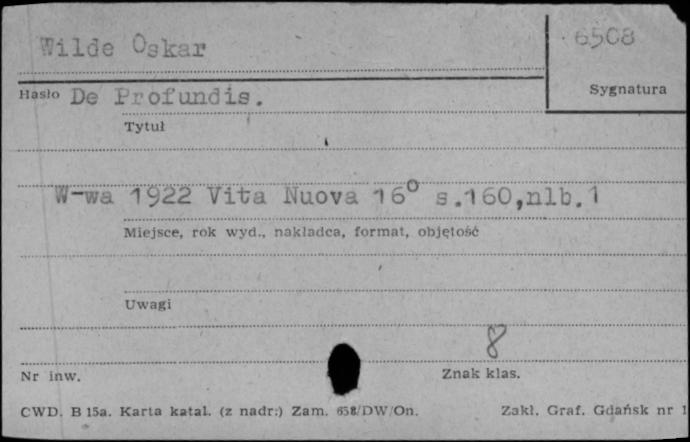 Wilde Oskar
6508
Sygnatura
Hasło De Profundis.
Tytuł
W-wa 1922 Vita Nuova 16° s.160,nlb.1
Miejsce, rok wyd., nakładca, format, objętość
Uwagi
8
Nr inw.
Znak klas.
CWD. B 15a. Karta katal. (z nadr:) Zam. 658/DW/On. Zakł. Graf. Gdańsk nr 1